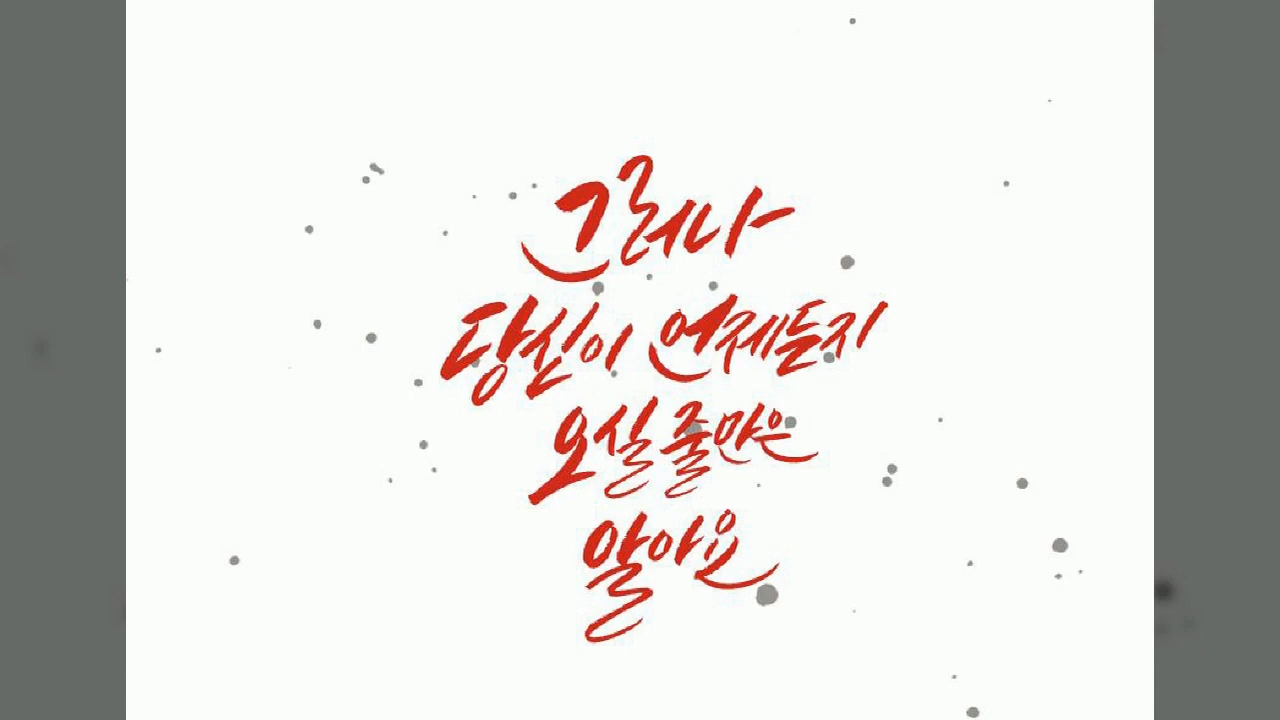 그러나
당신이 언제든지
오실 줄만은
알아요